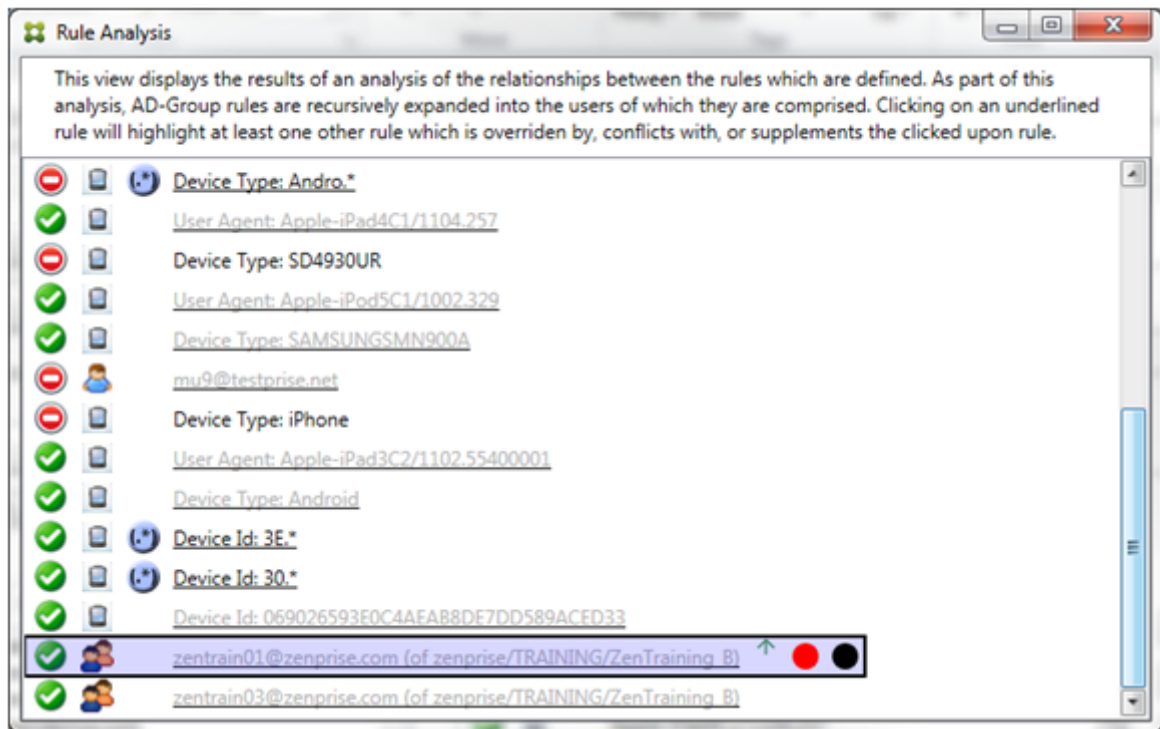 Rule Analysis
This view displays the results of an analysis of the relationships between the rules which are defined. As part of this
analysis, AD-Group rules are recursively expanded into the users of which they are comprised. Clicking on an underlined
rule will highlight at least one other rule which is overriden by, conflicts with, or supplements the clicked upon rule.
(.*) Device Type: Andro.*
User Agent: Apple-iPad4C1/1104.257
Device Type: SD4930UR
User Agent: Apple-iPod5C1/1002.329
Device Type: SAMSUNGSMN900A
mu9@testprise.net
Device Type: iPhone
User Agent: Apple-iPad3C2/1102.55400001
Device Type: Android
(.*) Device Id: 3E.*
(.*) Device Id: 30.*
Device Id: 069026593E0C4AEAB8DE7DD589ACED33
zentrain01@zenprise.com (of zenprise/TRAINING/ZenTraining_B)
zentrain03@zenprise.com (of zenprise/TRAINING/ZenTraining_B)